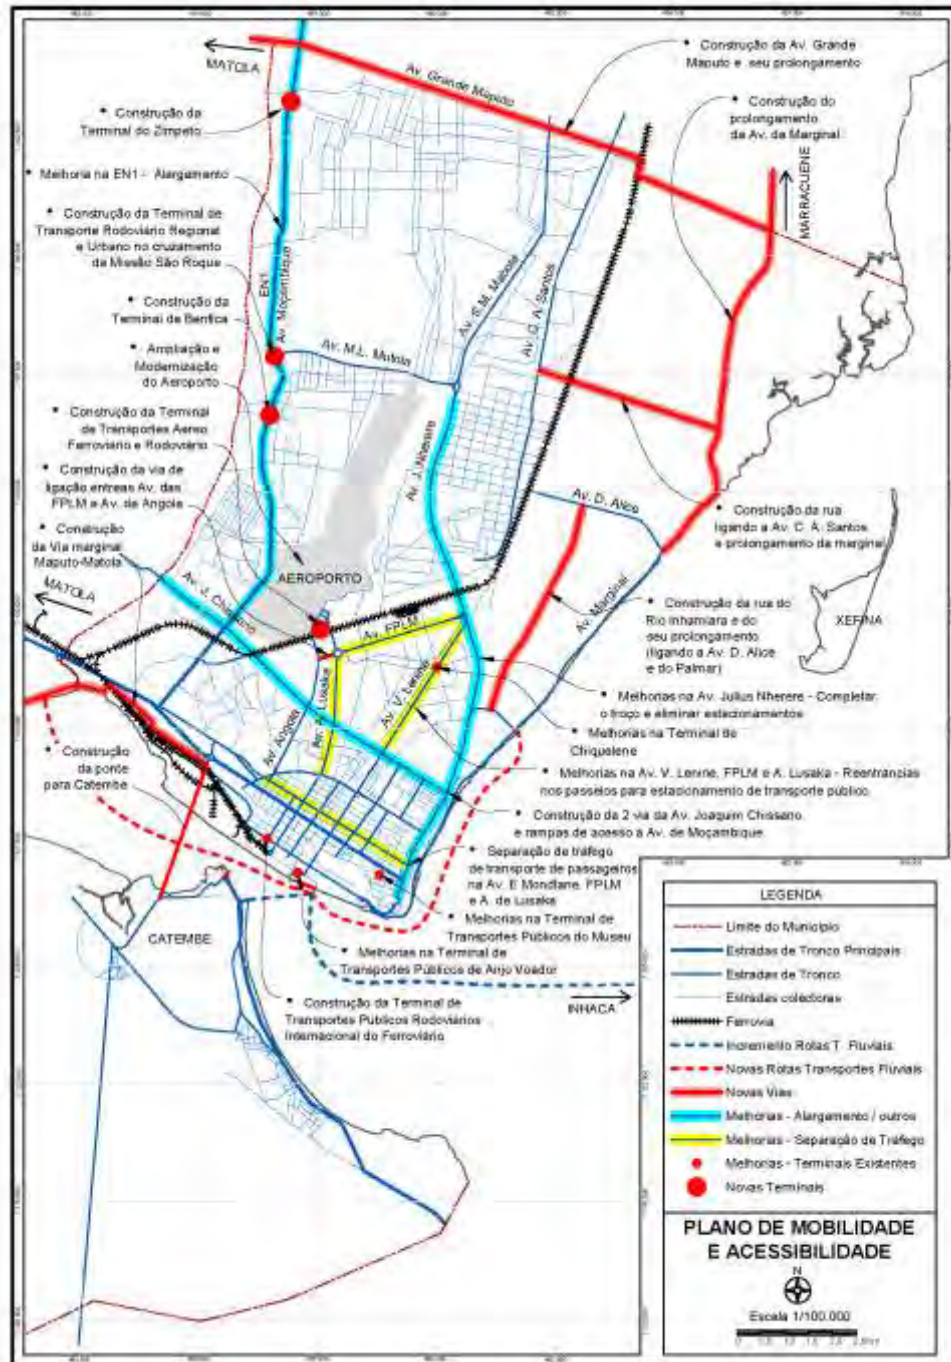 MATOLA
Av. Grande Maputo
• Construção da Av. Grande
Maputo e seu prolongamento
• Construção da
Terminal do Zimpeto
• Construção do
prolongamento
da Av. da Marginal
MARRACUENE
• Melhoria na EN1 - Alargamento
• Construção da Terminal de
Transporte Rodoviário Regional
e Urbano no cruzamento
da Missão São Roque
EN1
Av. Moçambique
Av. S.M. Mabote
Av. C. A. Santos
• Construção da
Terminal de Benfica
Av. M.L. Mutola
• Ampliação e
Modernização
do Aeroporto
• Construção da Terminal
de Transportes Aereo
Ferroviário e Rodoviário
Av. J. Nherere
• Construção da via de
ligação entreas Av. das
FPLM e Av. de Angola
Av. D. Alice
• Construção da rua
ligando a Av. C. A. Santos
e prolongamento da marginal
• Construção
da Via marginal
Maputo-Matola
AEROPORTO
Av. Marginal
MATOLA
Av. J. Chissano
Av. FPLM
• Construção da rua do
Rio Inhamiara e do
seu prolongamento
(ligando a Av. D. Alice
e do Palmar)
XEFINA
Av. V. Lenine
Av. A. Lusaka
Av. Angola
• Melhorias na Av. Julius Nherere - Completar
o troço e eliminar estacionamentos
• Melhorias na Terminal de
Chiquelene
• Construção
da ponte
para Catembe
• Melhorias na Av. V. Lenine, FPLM e A. Lusaka - Reentrancias
nos passeios para estacionamento de transporte público
• Construção da 2 via da Av. Joaquim Chissano
e rampas de acesso a Av. de Moçambique
• Separação de tráfego
de transporte de passageiros
na Av. E Mondlane, FPLM
e A. de Lusaka
• Melhorias na Terminal de
Transportes Públicos do Museu
CATEMBE
• Melhorias na Terminal de
Transportes Públicos de Anjo Voador
INHACA
• Construção da Terminal de
Transportes Públicos Rodoviários
Internacional do Ferroviário
LEGENDA
Limite do Município
Estradas de Tronco Principais
Estradas de Tronco
Estradas coléctoras
Ferrovia
Incremento Rotas T. Fluviais
Novas Rotas Transportes Fluviais
Novas Vias
Melhorias - Alargamento / outros
Melhorias - Separação de Tráfego
Melhorias - Terminais Existentes
Novas Terminais
PLANO DE MOBILIDADE
E ACESSIBILIDADE
N
Escala 1/100.000